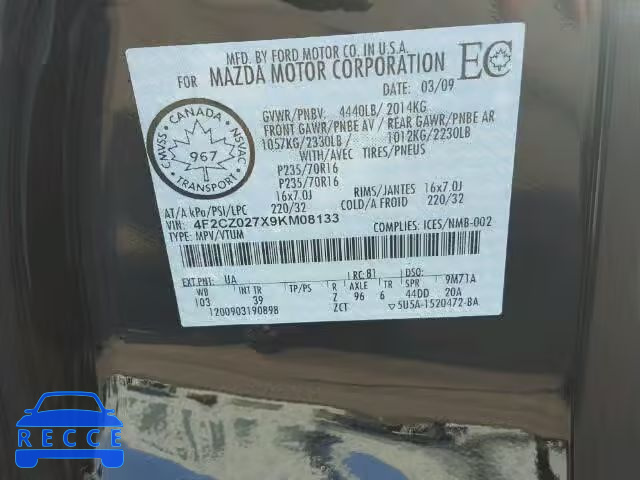 MFD. BY FORD MOTOR CO. IN U.S.A.
FOR MAZDA MOTOR CORPORATION
EC
DATE: 03/09
GVWR/PNBV: 4440LB/ 2014KG
FRONT GAWR/PNBE AV / REAR GAWR/PNBE AR
1057KG/2330LB 1012KG/2230LB
WITH/AVEC TIRES/PNEUS
P235/70R16
P235/70R16
16x7.0J RIMS/JANTES 16x7.0J
AT/A kPa/PSI/LPC 220/32 COLD/A FROID 220/32
CANADA
CMVSS NSVAC
967
TRANSPORT
VIN: 4F2CZ027X9KM08133
TYPE: MPV/VTUM COMPLIES: ICES/NMB-002
EXT PNT: UA RC: 81 DSO:
WB INT TR TP/PS R AXLE TR SPR 9M71A
103 39 Z 96 6 44DD 20A
ZCT
5U5A-1520472-BA
RECCE